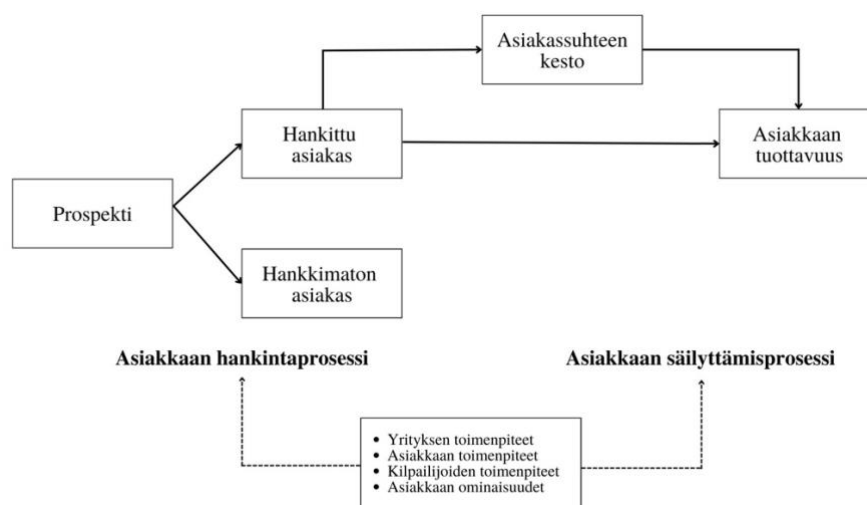 Asiakassuhteen
kesto
Hankittu
asiakas
Asiakkaan
tuottavuus
Prospekti
Hankkimaton
asiakas
Asiakkaan hankintaprosessi
Asiakkaan säilyttämisprosessi
• Yrityksen toimenpiteet
• Asiakkaan toimenpiteet
• Kilpailijoiden toimenpiteet
• Asiakkaan ominaisuudet